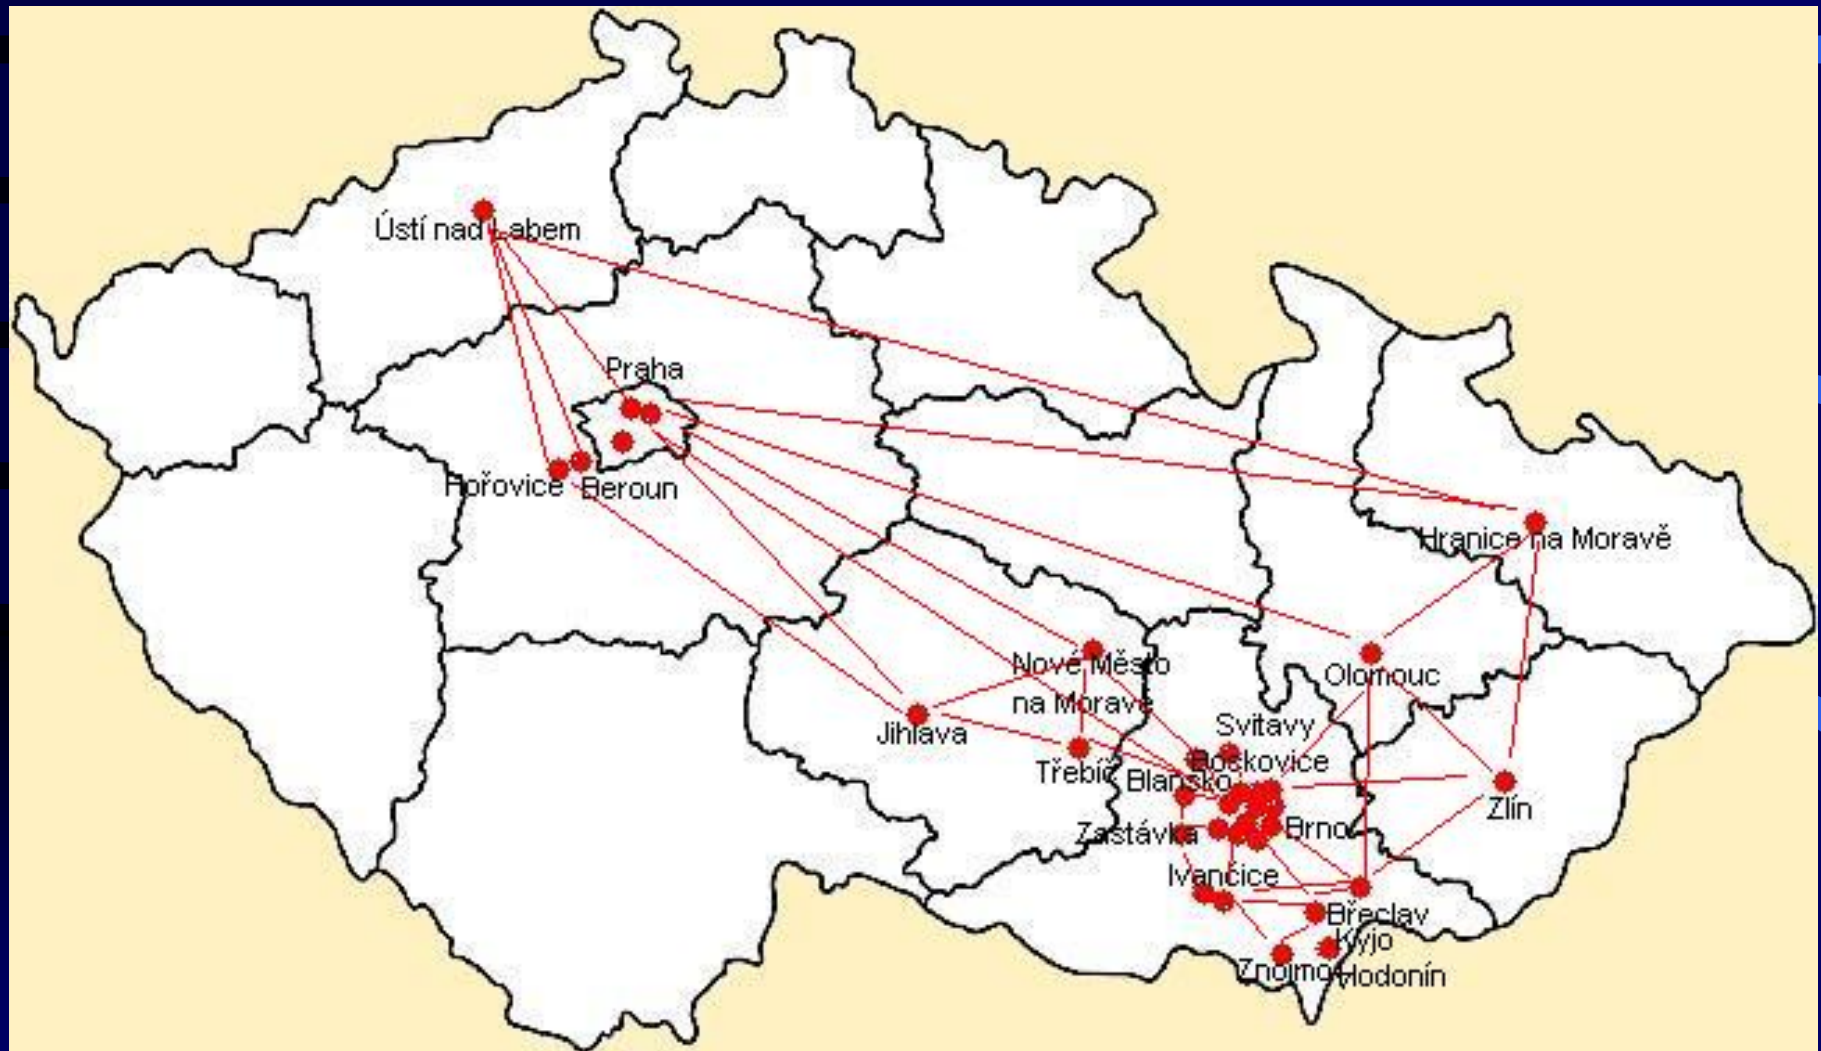 Ústí nad Labem
Praha
Hořovice
Beroun
Hranice na Moravě
Nové Město
na Moravě
Olomouc
Jihlava
Svitavy
Třebíč
Boskovice
Blansko
Zlín
Zastávka
Brno
Ivančice
Břeclav
Kyjo
Znojmo
Hodonín